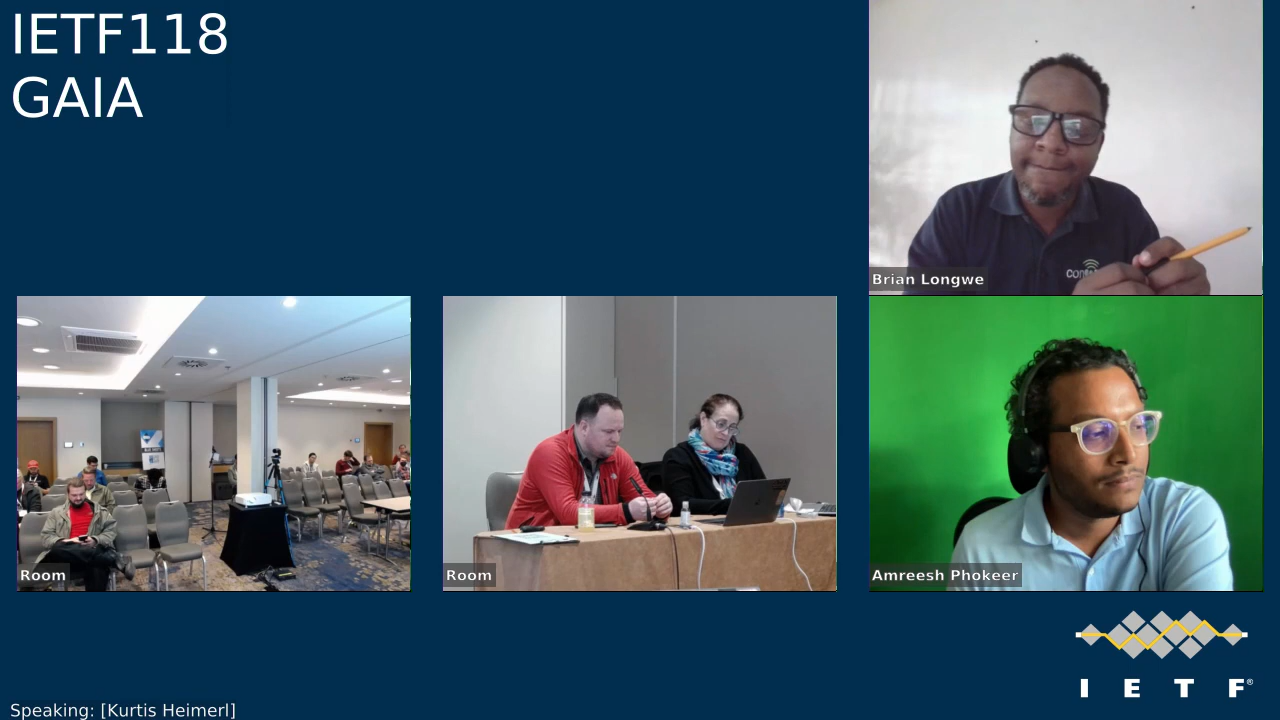 IETF118
GAIA
Brian Longwe
Room
Room
Amreesh Phokeer
I E T F®
Speaking: [Kurtis Heimerl]